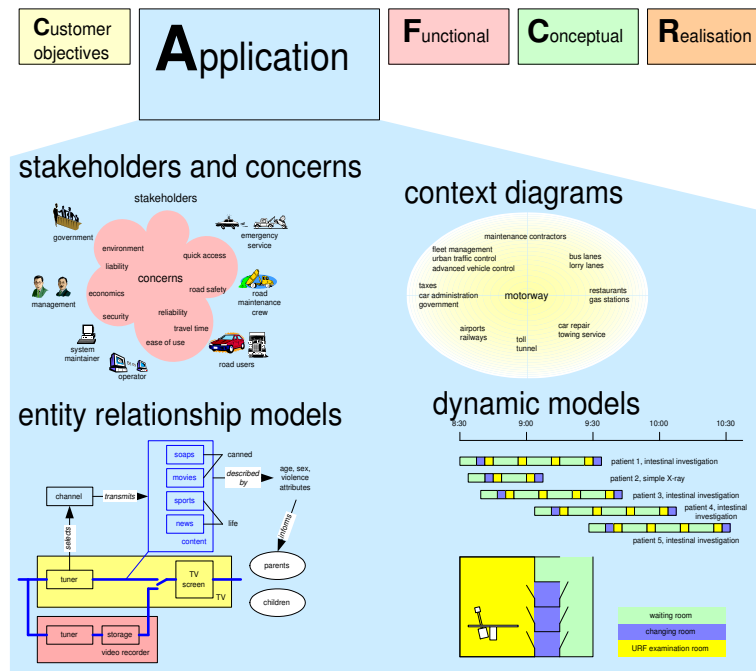 Customer
objectives
Application
Functional
Conceptual
Realisation
stakeholders and concerns
stakeholders
government
emergency
service
environment
quick access
liability
concerns
management
economics
road safety
road
maintenance
crew
security
reliability
travel time
ease of use
system
maintainer
operator
road users
context diagrams
maintenance contractors
fleet management
urban traffic control
advanced vehicle control
bus lanes
lorry lanes
taxes
car administration
government
motorway
restaurants
gas stations
airports
railways
toll
tunnel
car repair
towing service
entity relationship models
soaps
canned
movies
described
by
age, sex,
violence
attributes
channel
transmits
sports
news
life
content
selects
informs
tuner
TV
screen
TV
parents
children
tuner
storage
video recorder
dynamic models
8:30
9:00
9:30
10:00
10:30
patient 1, intestinal investigation
patient 2, simple X-ray
patient 3, intestinal investigation
patient 4, intestinal
investigation
patient 5, intestinal investigation
waiting room
changing room
URF examination room